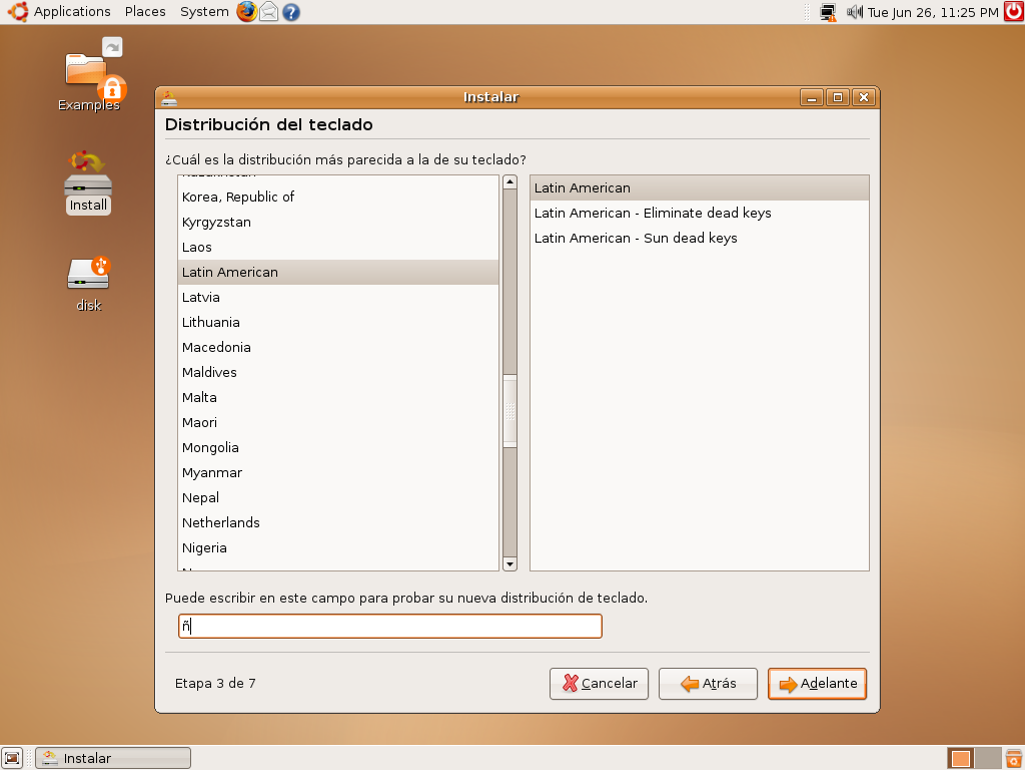 Applications Places System Tue Jun 26, 11:25 PM
Examples
Install
disk
Instalar
Distribución del teclado
¿Cuál es la distribución más parecida a la de su teclado?
Korea, Republic of
Kyrgyzstan
Laos
Latin American
Latvia
Lithuania
Macedonia
Maldives
Malta
Maori
Mongolia
Myanmar
Nepal
Netherlands
Nigeria
Latin American
Latin American - Eliminate dead keys
Latin American - Sun dead keys
Puede escribir en este campo para probar su nueva distribución de teclado.
ñ
Etapa 3 de 7
Cancelar
Atrás
Adelante
Instalar